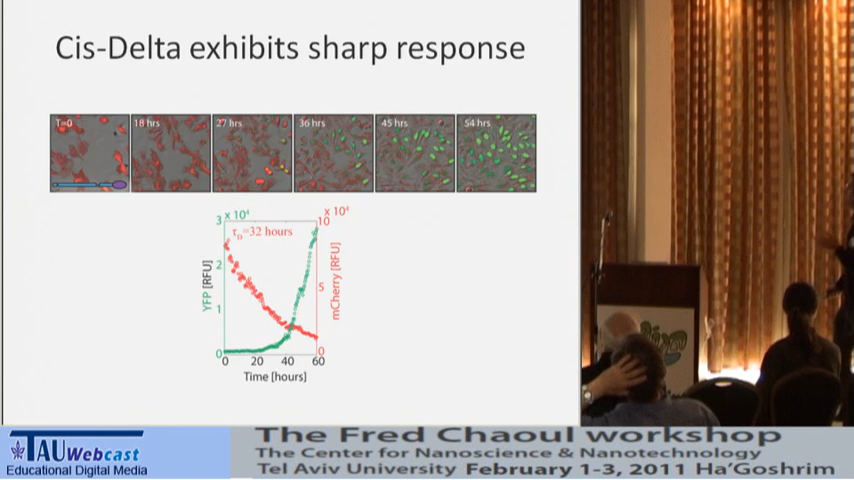 Cis-Delta exhibits sharp response
T=0 18 hrs 27 hrs 36 hrs 45 hrs 54 hrs
3 x 10⁴ x 10⁴ 10
τD=32 hours
YFP [RFU] mCherry [RFU]
2
5
1
0 0
0 20 40 60
Time [hours]
TAU Webcast
Educational Digital Media
The Fred Chaoul workshop
The Center for Nanoscience & Nanotechnology
Tel Aviv University February 1-3, 2011 Ha'Goshrim